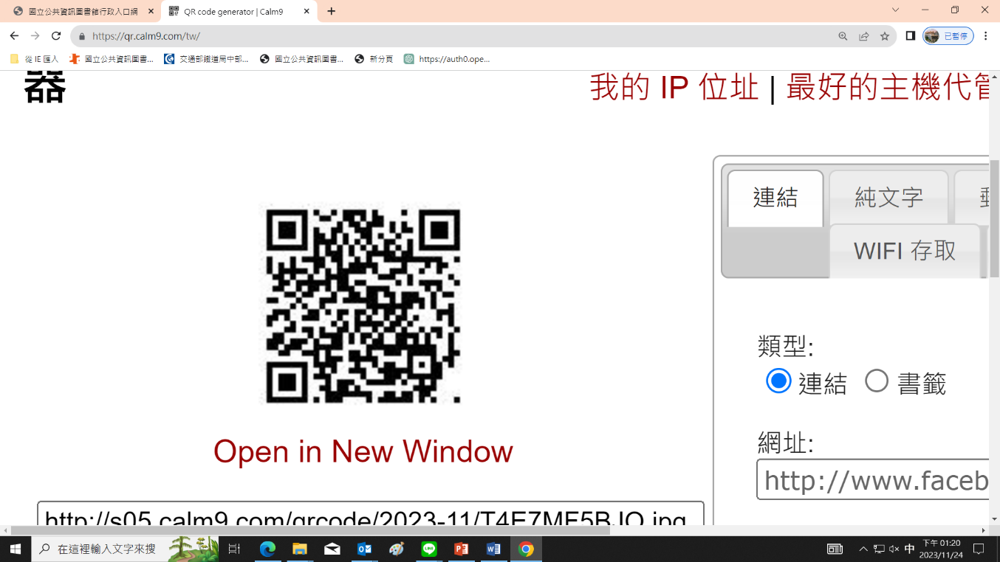 國立公共資訊圖書館行政入口網
QR code generator | Calm9
https://qr.calm9.com/tw/
已暫停
從 IE 匯入
國立公共資訊圖書...
交通部鐵道局中部...
國立公共資訊圖書...
新分頁
https://auth0.ope...
器
我的 IP 位址 | 最好的主機代管
連結
純文字
WIFI 存取
類型:
連結
書籤
網址:
http://www.faceb
Open in New Window
http://s05.calm9.com/qrcode/2023-11/T4E7MF5BJO.jpg
在這裡輸入文字來搜
中
下午 01:20
2023/11/24